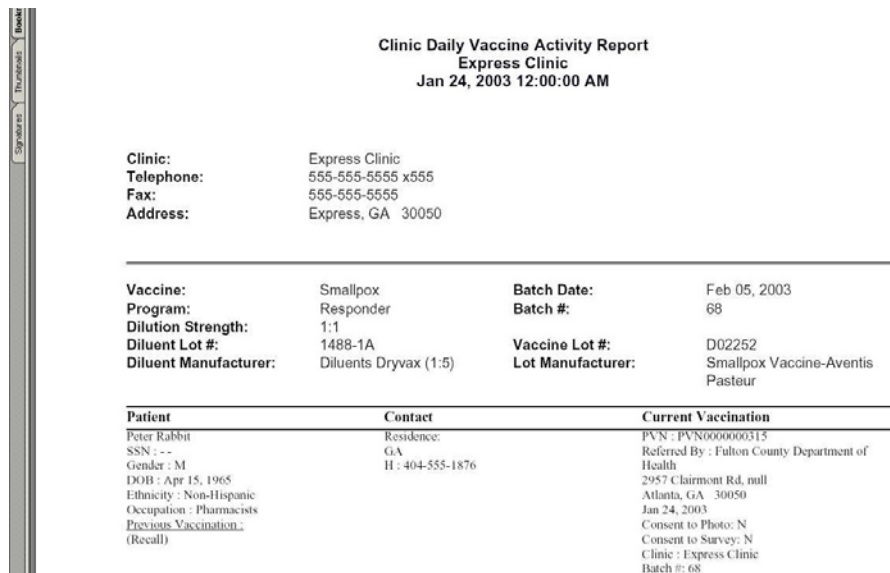 Bookm
Thumbnails
Signatures
Clinic Daily Vaccine Activity Report
Express Clinic
Jan 24, 2003 12:00:00 AM
Clinic: Express Clinic
Telephone: 555-555-5555 x555
Fax: 555-555-5555
Address: Express, GA 30050
Vaccine: Smallpox Batch Date: Feb 05, 2003
Program: Responder Batch #: 68
Dilution Strength: 1:1
Diluent Lot #: 1488-1A Vaccine Lot #: D02252
Diluent Manufacturer: Diluents Dryvax (1:5) Lot Manufacturer: Smallpox Vaccine-Aventis
Pasteur
Patient Contact Current Vaccination
Peter Rabbit Residence: PVN : PVN0000000315
SSN : - - GA Referred By : Fulton County Department of
Gender : M H : 404-555-1876 Health
DOB : Apr 15, 1965 2957 Clairmont Rd, null
Ethnicity : Non-Hispanic Atlanta, GA 30050
Occupation : Pharmacists Jan 24, 2003
Previous Vaccination : Consent to Photo: N
(Recall) Consent to Survey: N
Clinic : Express Clinic
Batch #: 68